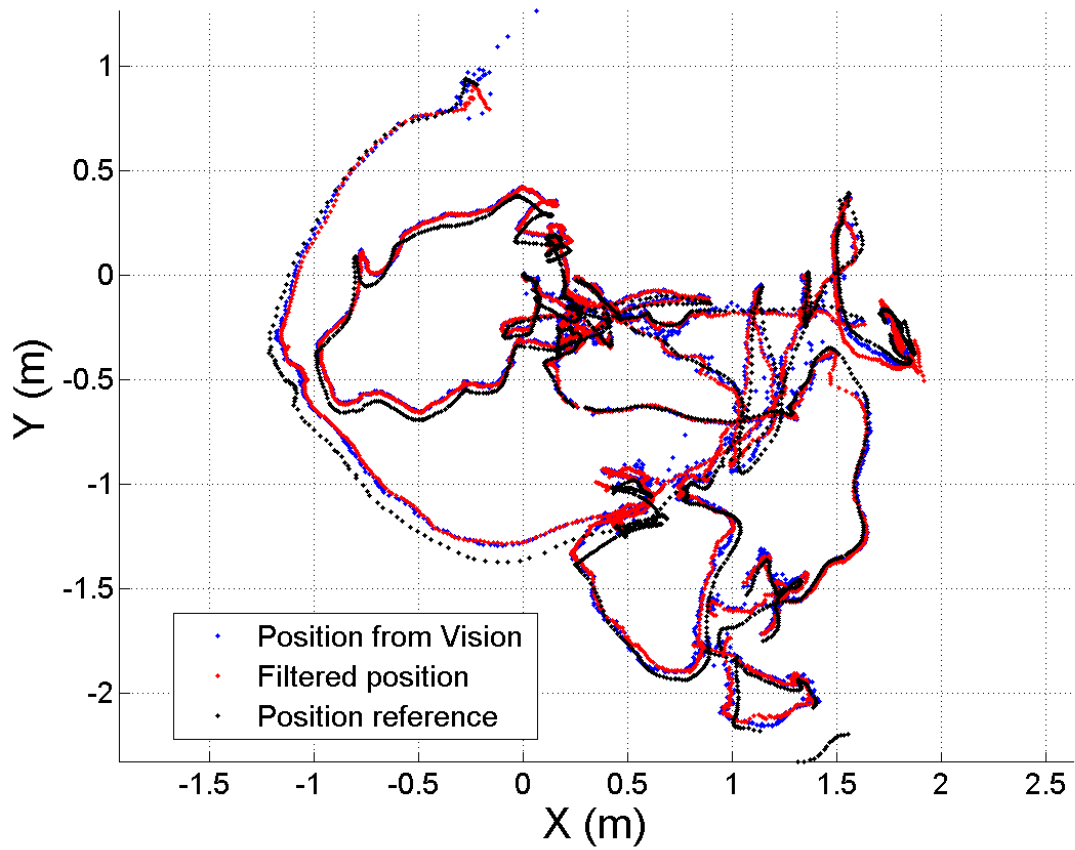 1
0.5
0
-0.5
-1
-1.5
-2
Y (m)
Position from Vision
Filtered position
Position reference
-1.5 -1 -0.5 0 0.5 1 1.5 2 2.5
X (m)